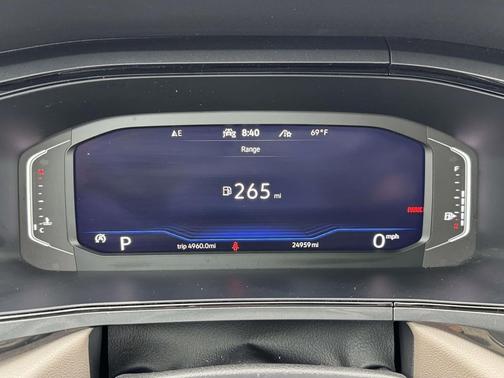 E 8:40 69°F
Range
265 mi
F
C
P trip 4960.0mi 24959mi 0 mph